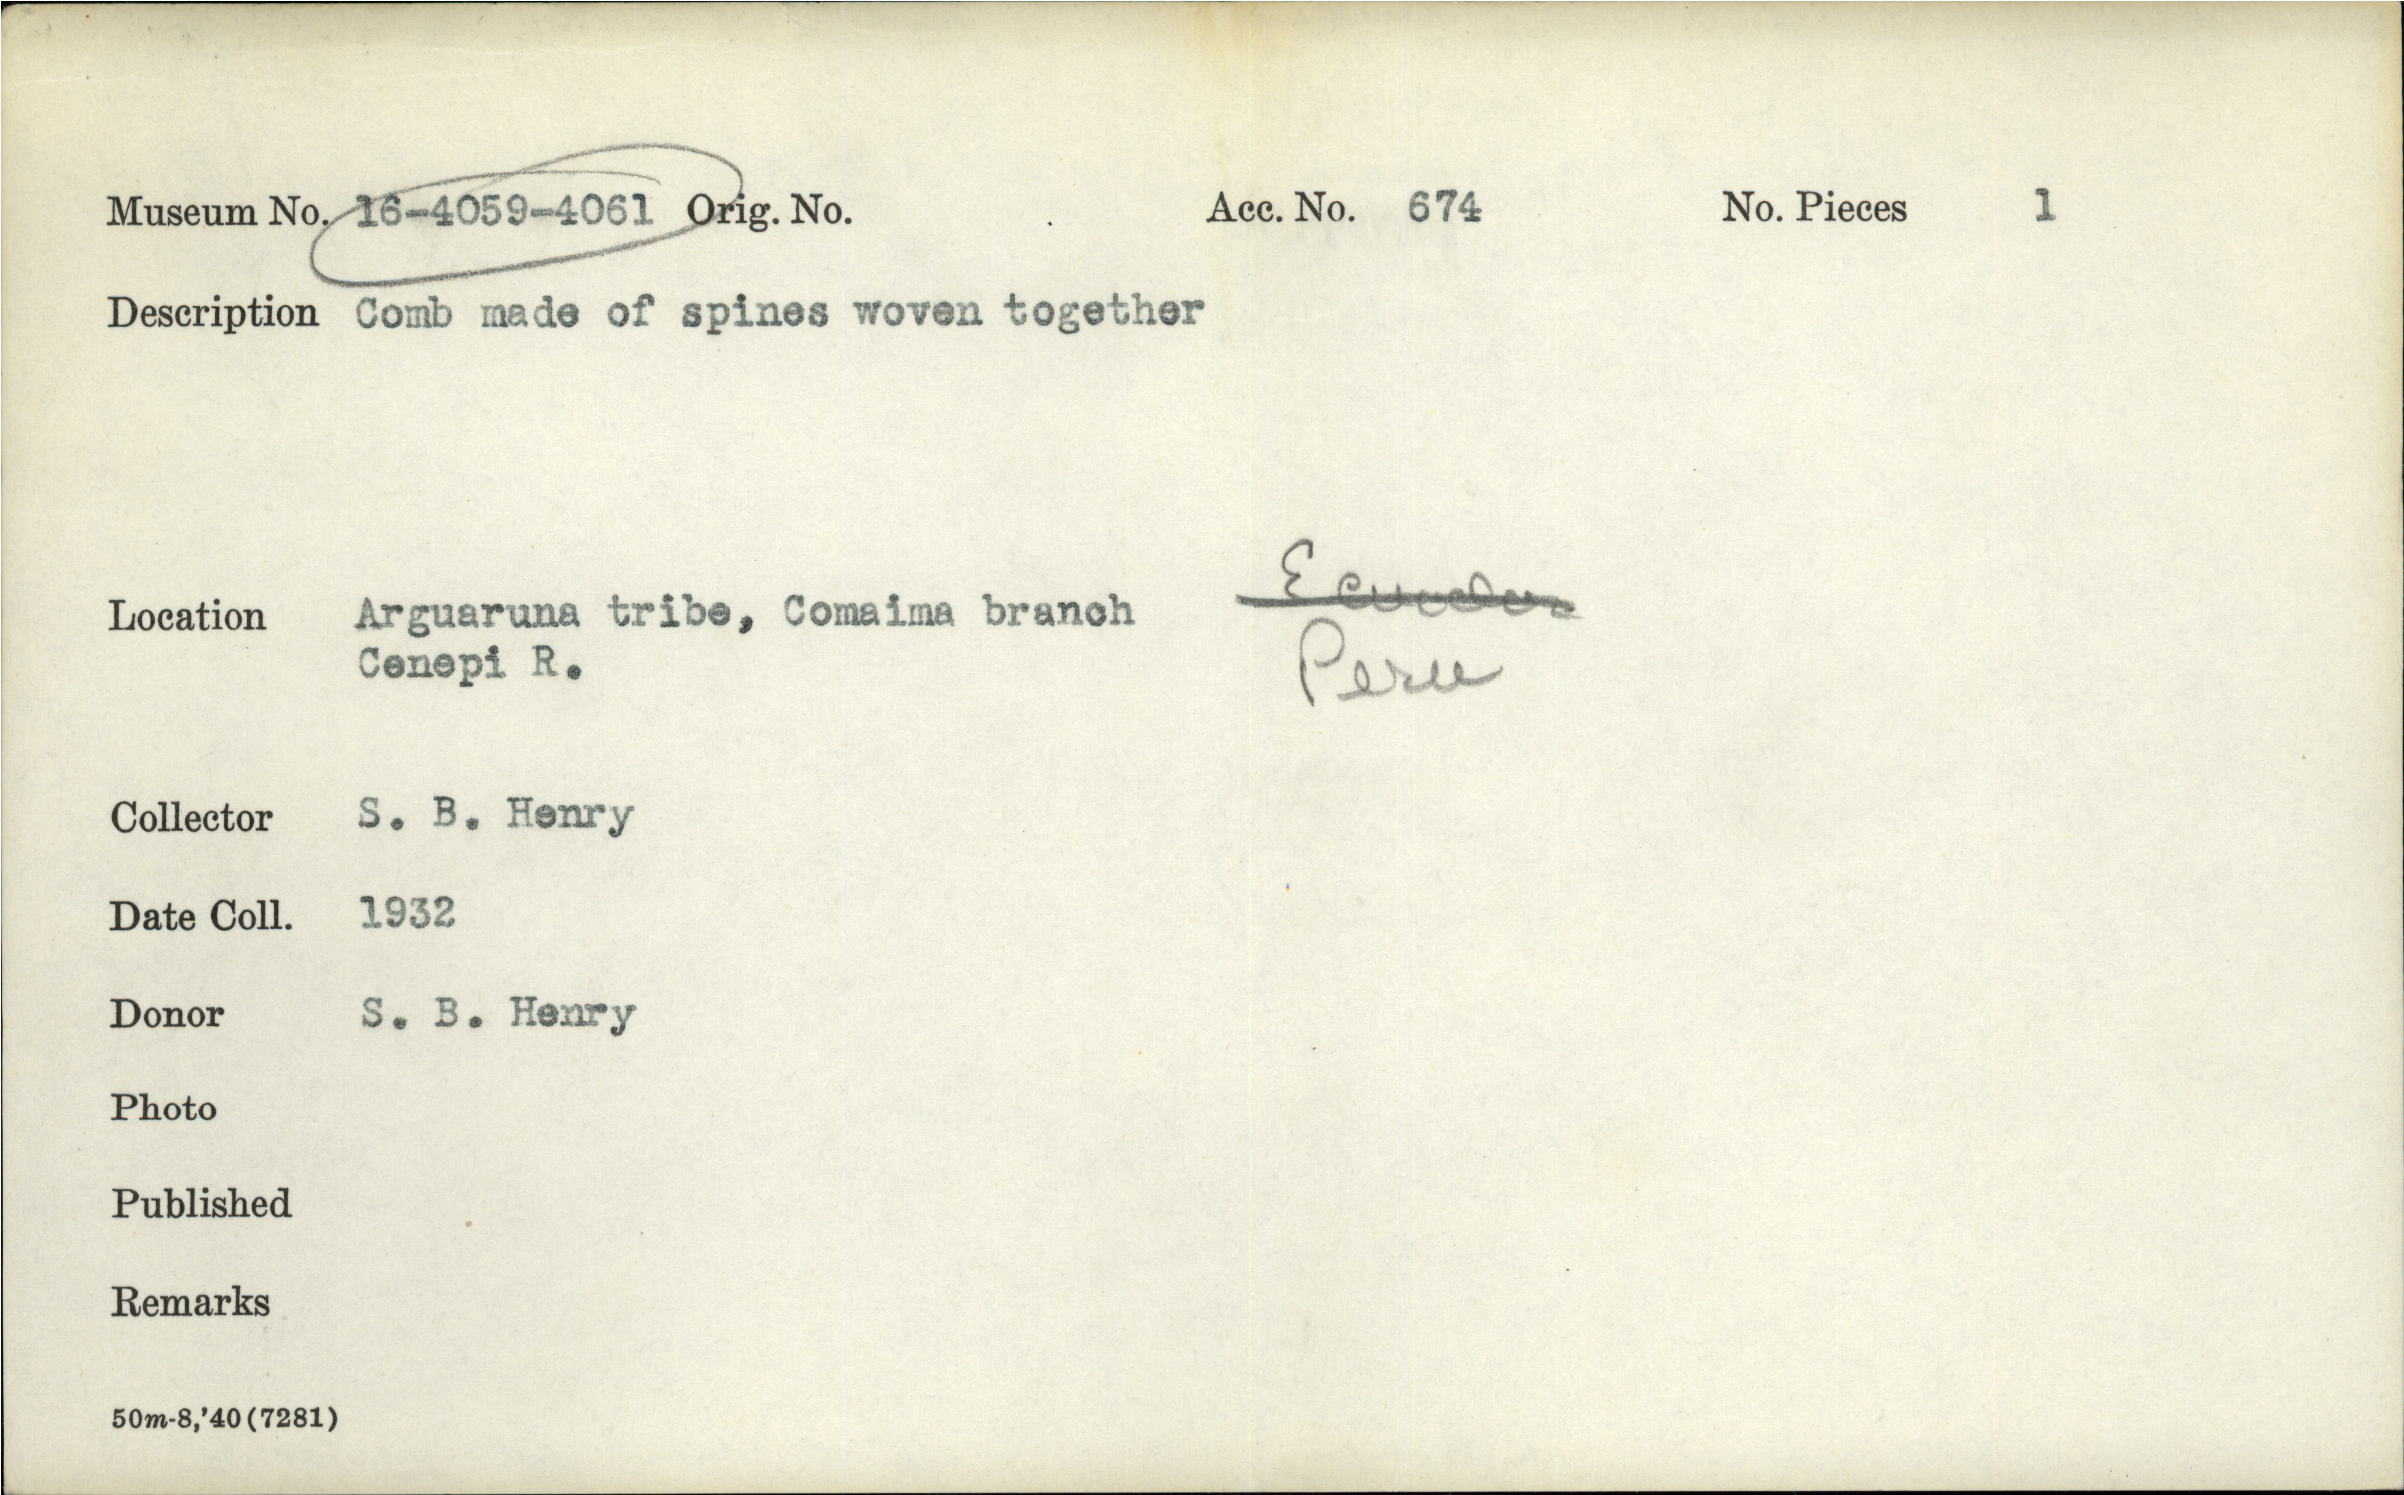 Museum No. 16-4059-4061 Orig. No. Acc. No. 674 No. Pieces 1
Description Comb made of spines woven together
Ecuador
Location Arguaruna tribe, Comaima branch
Cenepi R. Peru
Collector S. B. Henry
Date Coll. 1932
Donor S. B. Henry
Photo
Published
Remarks
50m-8,'40(7281)